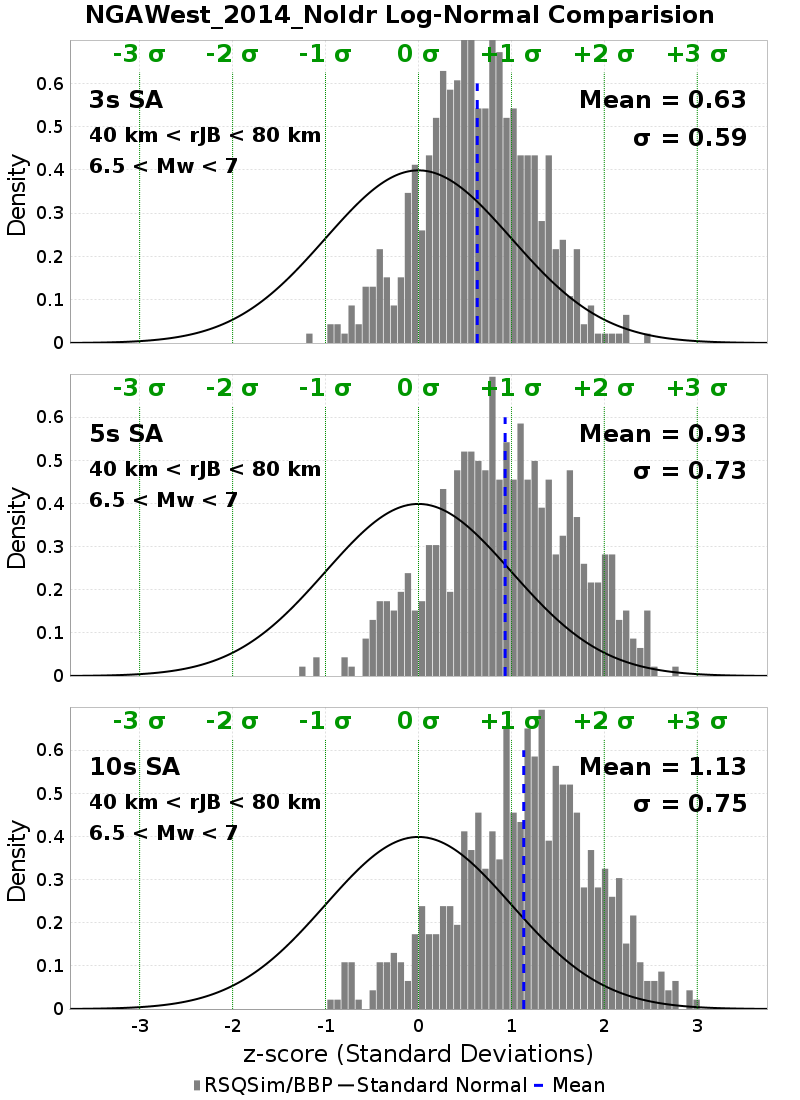 NGAWest_2014_NoIdr Log-Normal Comparision
-3 σ -2 σ -1 σ 0 σ +1 σ +2 σ +3 σ
3s SA
40 km < rJB < 80 km
6.5 < Mw < 7
Mean = 0.63
σ = 0.59
Density
0.6
0.5
0.4
0.3
0.2
0.1
0
-3 σ -2 σ -1 σ 0 σ +1 σ +2 σ +3 σ
5s SA
40 km < rJB < 80 km
6.5 < Mw < 7
Mean = 0.93
σ = 0.73
Density
0.6
0.5
0.4
0.3
0.2
0.1
0
-3 σ -2 σ -1 σ 0 σ +1 σ +2 σ +3 σ
10s SA
40 km < rJB < 80 km
6.5 < Mw < 7
Mean = 1.13
σ = 0.75
Density
0.6
0.5
0.4
0.3
0.2
0.1
0
-3 -2 -1 0 1 2 3
z-score (Standard Deviations)
RSQSim/BBP Standard Normal Mean